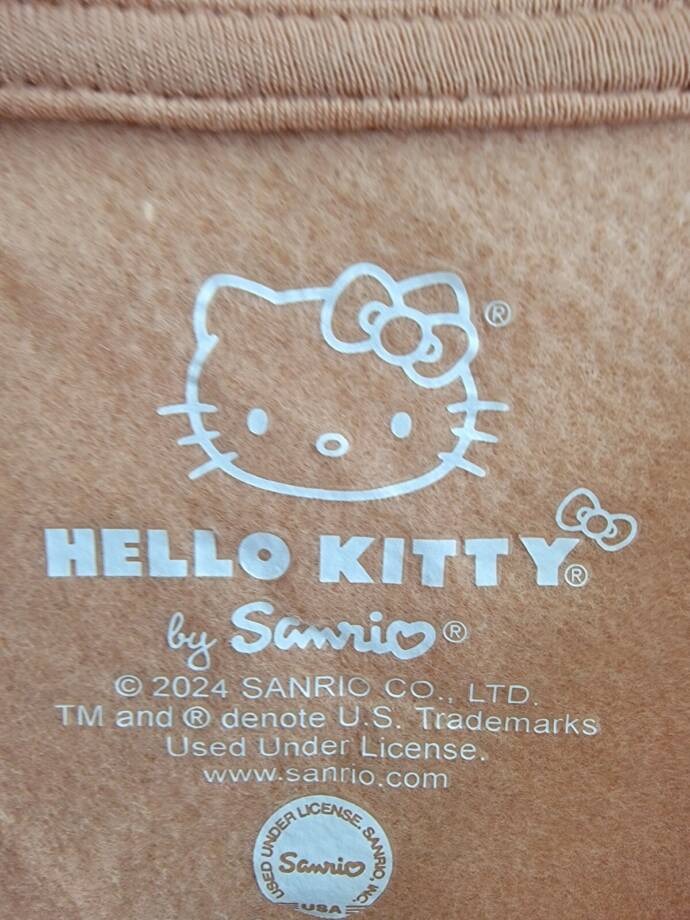 ®
HELLO KITTY®
by Sanrio®
© 2024 SANRIO CO., LTD.
TM and ® denote U.S. Trademarks
Used Under License.
www.sanrio.com
USED UNDER LICENSE. SANRIO, INC.
Sanrio
USA